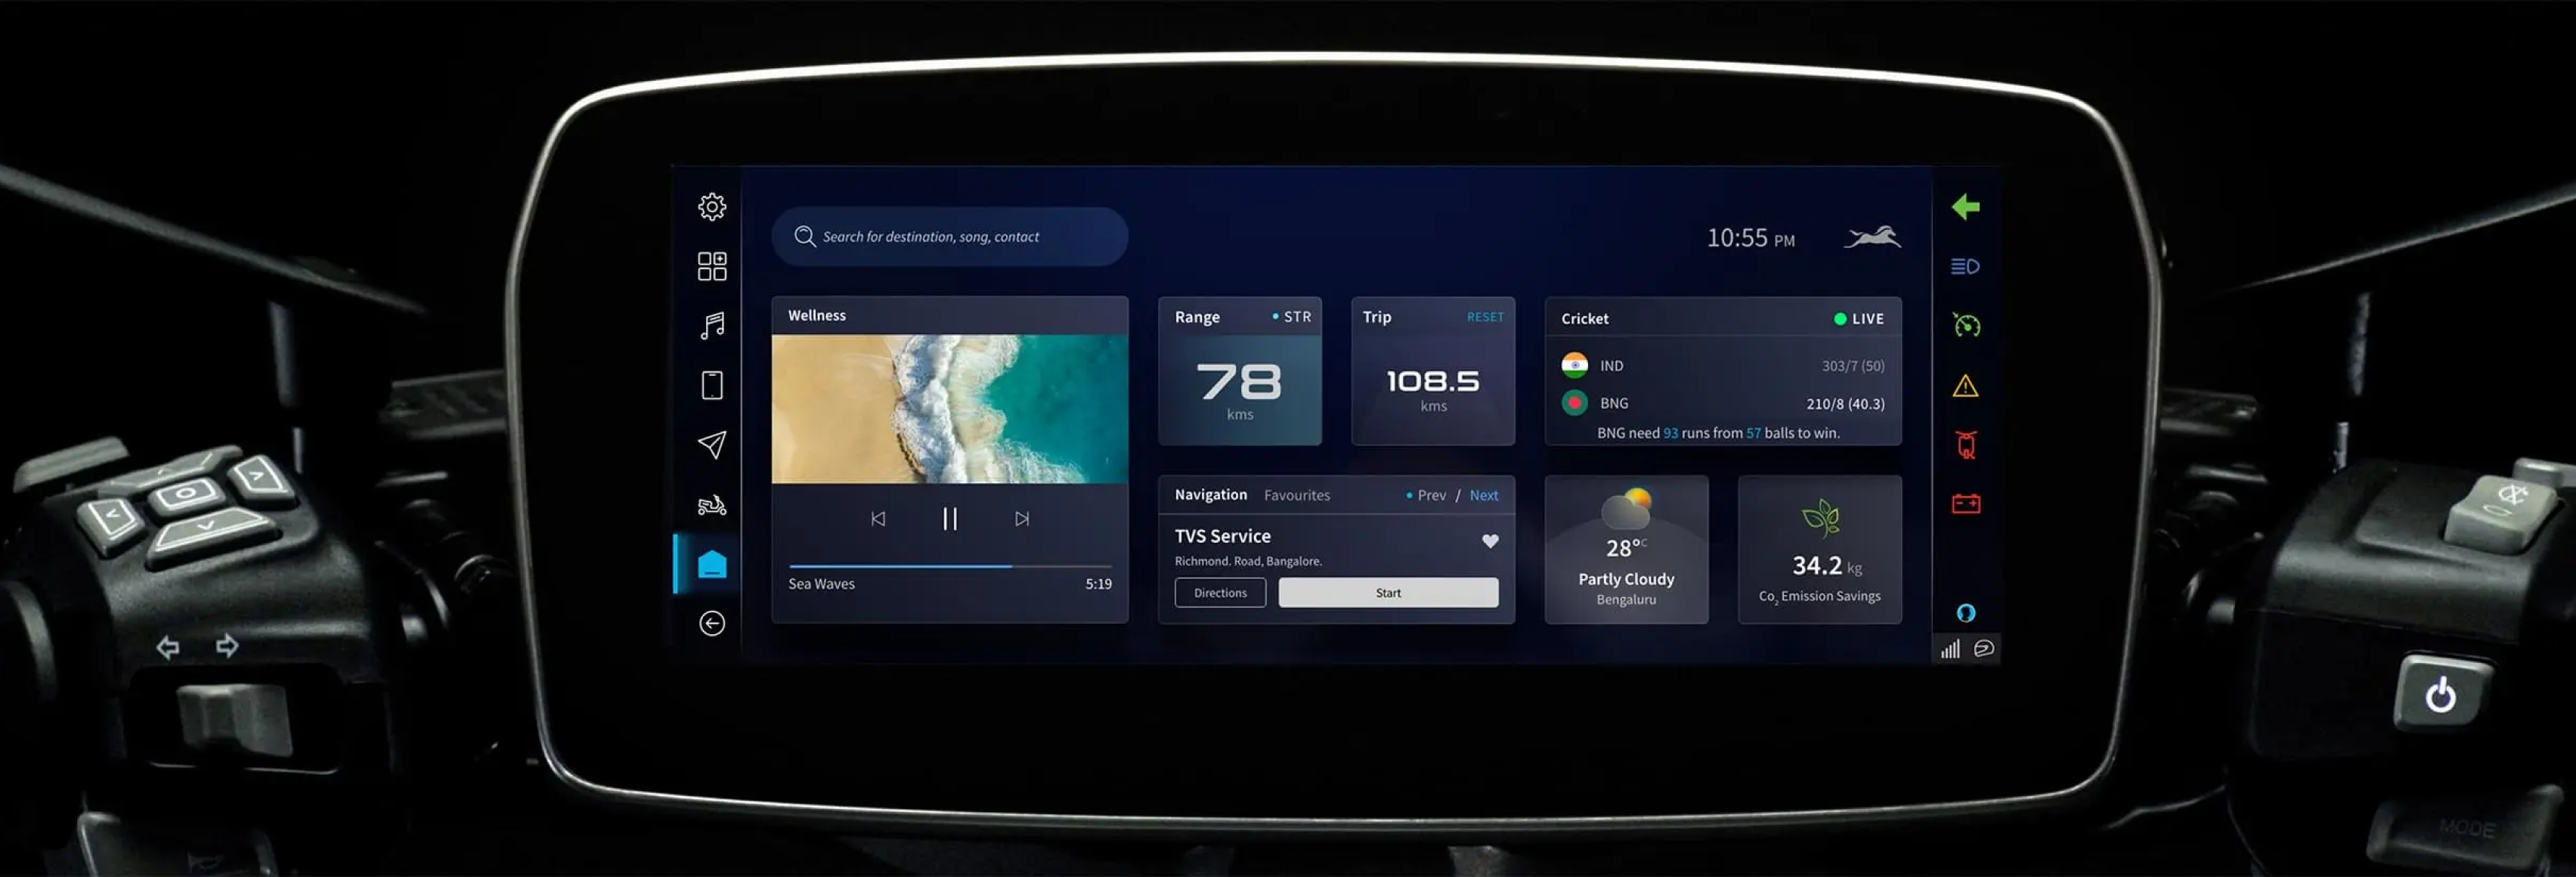 Search for destination, song, contact
10:55 PM
Wellness
Sea Waves
5:19
Range
STR
78
kms
Trip
RESET
108.5
kms
Cricket
LIVE
IND
303/7 (50)
BNG
210/8 (40.3)
BNG need 93 runs from 57 balls to win.
Navigation
Favourites
Prev / Next
TVS Service
Richmond. Road, Bangalore.
Directions
Start
28°C
Partly Cloudy
Bengaluru
34.2 kg
Co₂ Emission Savings
MODE